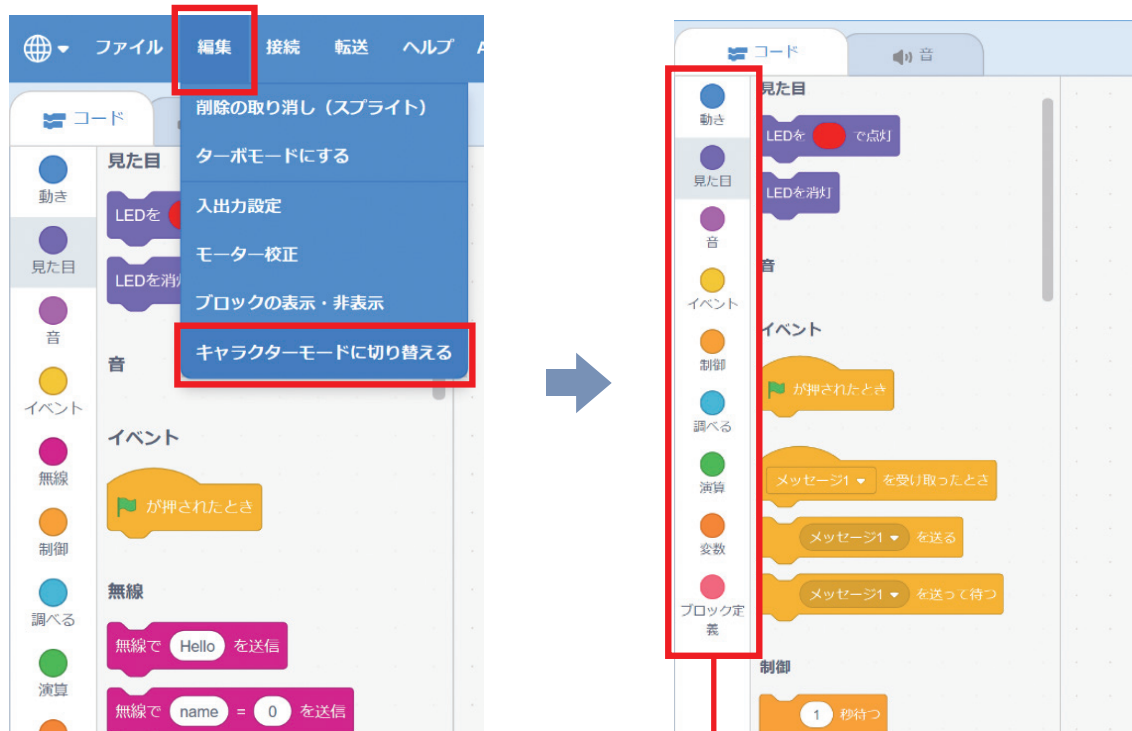 ファイル 編集 接続 転送 ヘルプ
削除の取り消し（スプライト）
ターボモードにする
入出力設定
モーター校正
ブロックの表示・非表示
キャラクターモードに切り替える
コード
動き
見た目
音
イベント
無線
制御
調べる
演算
見た目
LEDを
LEDを消
音
イベント
が押されたとき
無線
無線で Hello を送信
無線で name = 0 を送信
コード 音
動き
見た目
音
イベント
制御
調べる
演算
変数
ブロック定
義
見た目
LEDを で点灯
LEDを消灯
音
イベント
が押されたとき
メッセージ1 を受け取ったとき
メッセージ1 を送る
メッセージ1 を送って待つ
制御
1 秒待つ